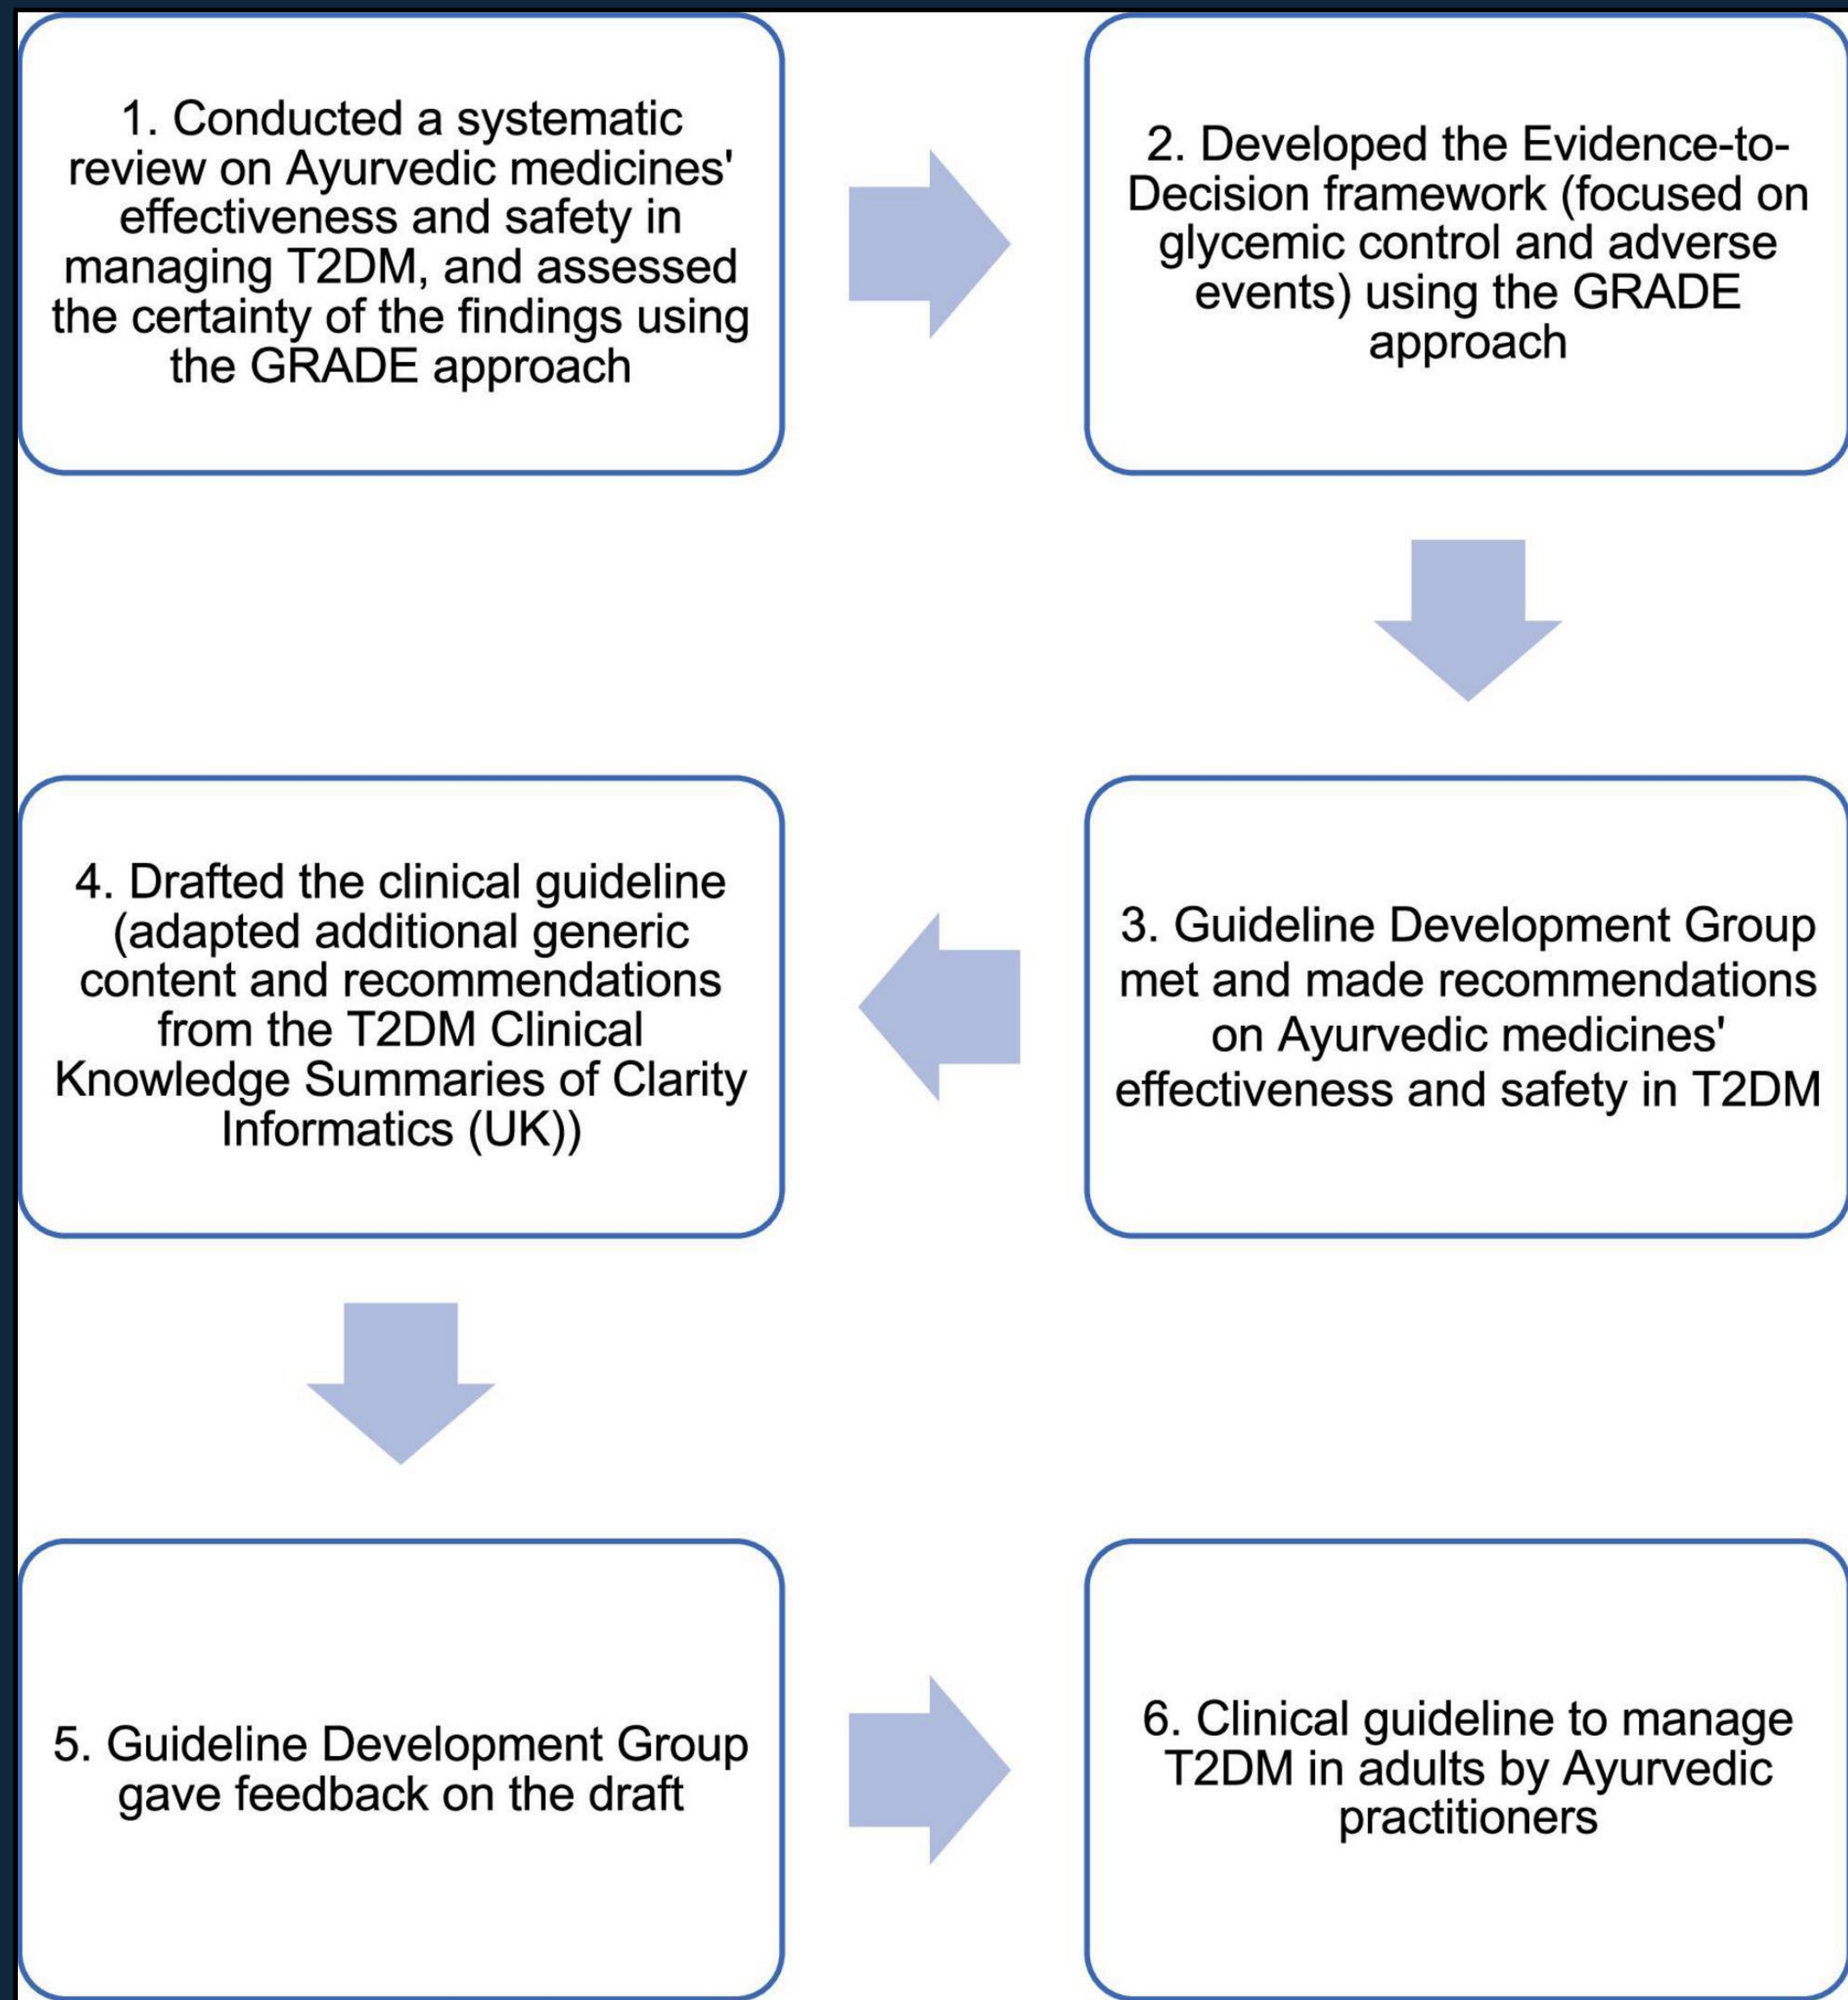 1. Conducted a systematic
review on Ayurvedic medicines'
effectiveness and safety in
managing T2DM, and assessed
the certainty of the findings using
the GRADE approach
2. Developed the Evidence-to-
Decision framework (focused on
glycemic control and adverse
events) using the GRADE
approach
3. Guideline Development Group
met and made recommendations
on Ayurvedic medicines'
effectiveness and safety in T2DM
4. Drafted the clinical guideline
(adapted additional generic
content and recommendations
from the T2DM Clinical
Knowledge Summaries of Clarity
Informatics (UK))
5. Guideline Development Group
gave feedback on the draft
6. Clinical guideline to manage
T2DM in adults by Ayurvedic
practitioners